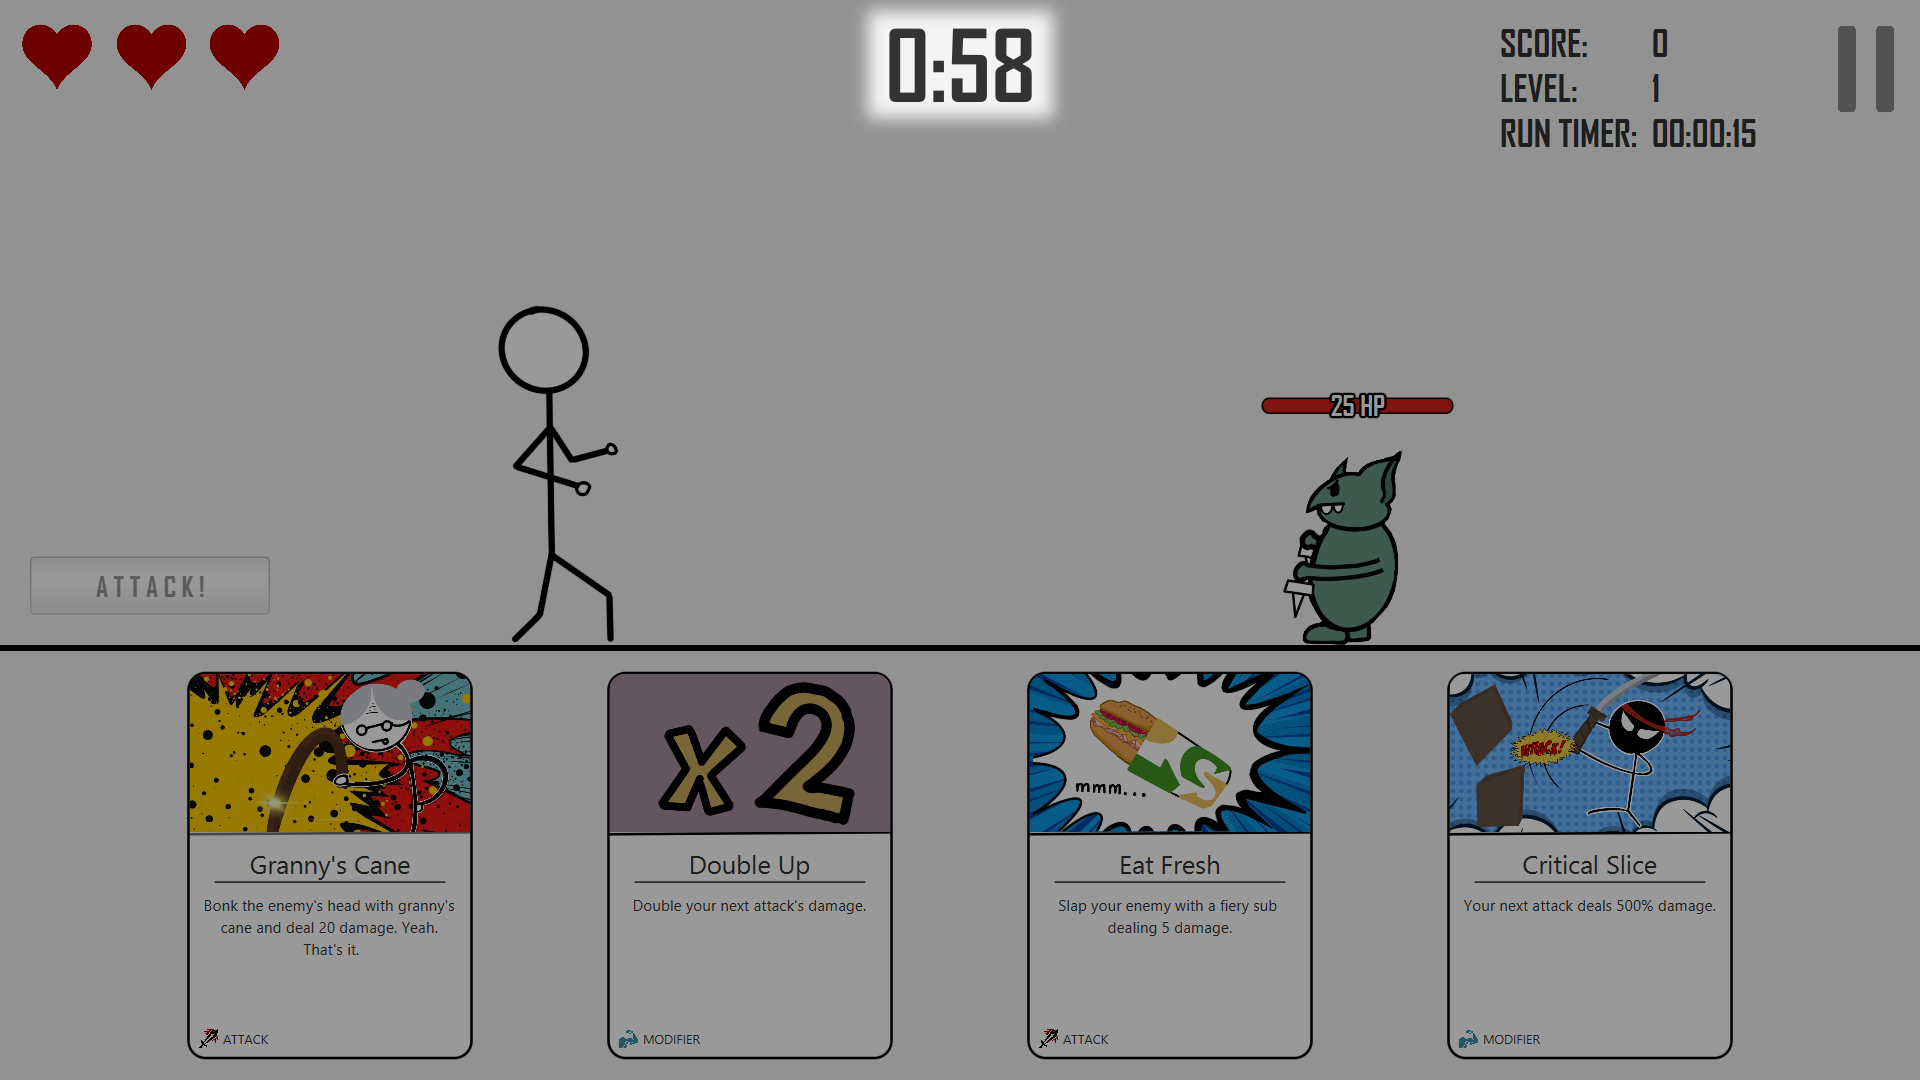 0:58
SCORE: 0
LEVEL: 1
RUN TIMER: 00:00:15
25 HP
ATTACK!
x2
mmm...
WHACK!
Granny's Cane
Bonk the enemy's head with granny's
cane and deal 20 damage. Yeah.
That's it.
ATTACK
Double Up
Double your next attack's damage.
MODIFIER
Eat Fresh
Slap your enemy with a fiery sub
dealing 5 damage.
ATTACK
Critical Slice
Your next attack deals 500% damage.
MODIFIER